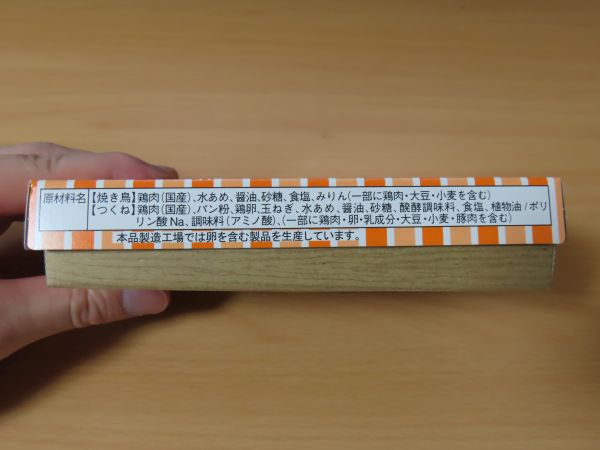 原材料名 【焼き鳥】鶏肉(国産)、水あめ、醤油、砂糖、食塩、みりん(一部に鶏肉・大豆・小麦を含む)
【つくね】鶏肉(国産)、パン粉、鶏卵、玉ねぎ、水あめ、醤油、砂糖、醗酵調味料、食塩、植物油/ポリ
リン酸Na、調味料(アミノ酸)、(一部に鶏肉・卵・乳成分・大豆・小麦・豚肉を含む)
本品製造工場では卵を含む製品を生産しています。